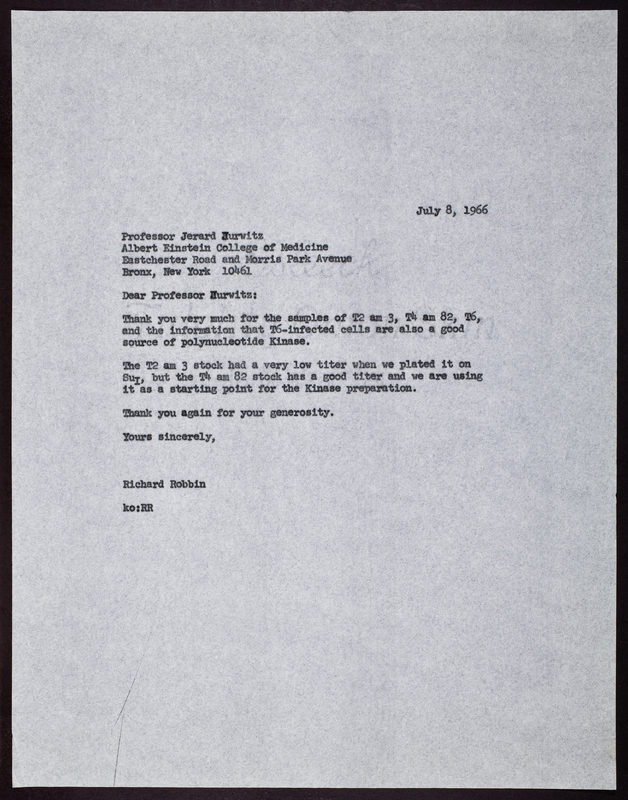 July 8, 1966
Professor Jerard Hurwitz
Albert Einstein College of Medicine
Eastchester Road and Morris Park Avenue
Bronx, New York 10461
Dear Professor Hurwitz:
Thank you very much for the samples of T2 am 3, T4 am 82, T6,
and the information that T6-infected cells are also a good
source of polynucleotide Kinase.
The T2 am 3 stock had a very low titer when we plated it on
SuI, but the T4 am 82 stock has a good titer and we are using
it as a starting point for the Kinase preparation.
Thank you again for your generosity.
Yours sincerely,
Richard Robbin
ko:RR